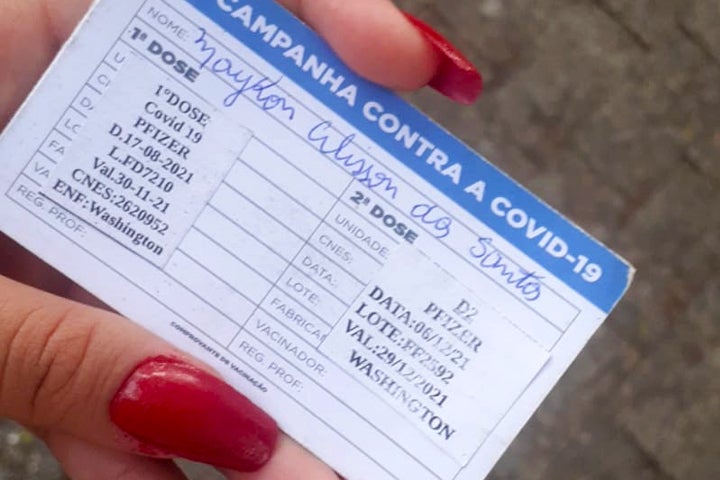 CAMPANHA CONTRA A COVID-19
NOME: Maykon Alisson dos Santos
1ª DOSE
1ºDOSE
Covid 19
PFIZER
D.17-08-2021
L.FD7210
Val.30-11-21
CNES:2620952
ENF:Washington
REG. PROF:
2ª DOSE
UNIDADE:
CNES:
DATA:
LOTE:
FABRICA
VACINADOR:
REG. PROF:
D2
PFIZER
DATA:06/12/21
LOTE:FF2592
VAL:29/12/2021
WASHINGTON
COMPROVANTE DE VACINAÇÃO